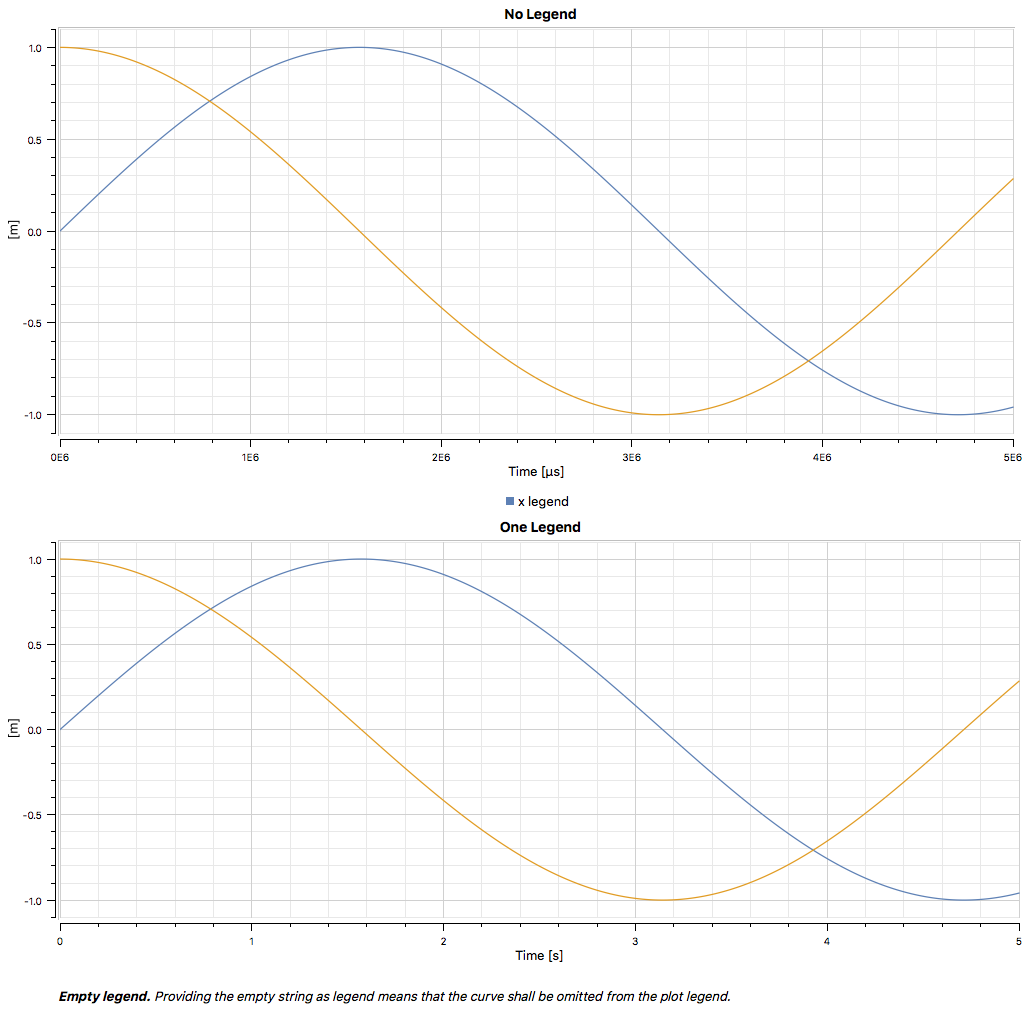 No Legend
1.0
0.5
[m]
0.0
-0.5
-1.0
0E6 1E6 2E6 3E6 4E6 5E6
Time [µs]
x legend
One Legend
1.0
0.5
[m]
0.0
-0.5
-1.0
0 1 2 3 4 5
Time [s]
Empty legend. Providing the empty string as legend means that the curve shall be omitted from the plot legend.